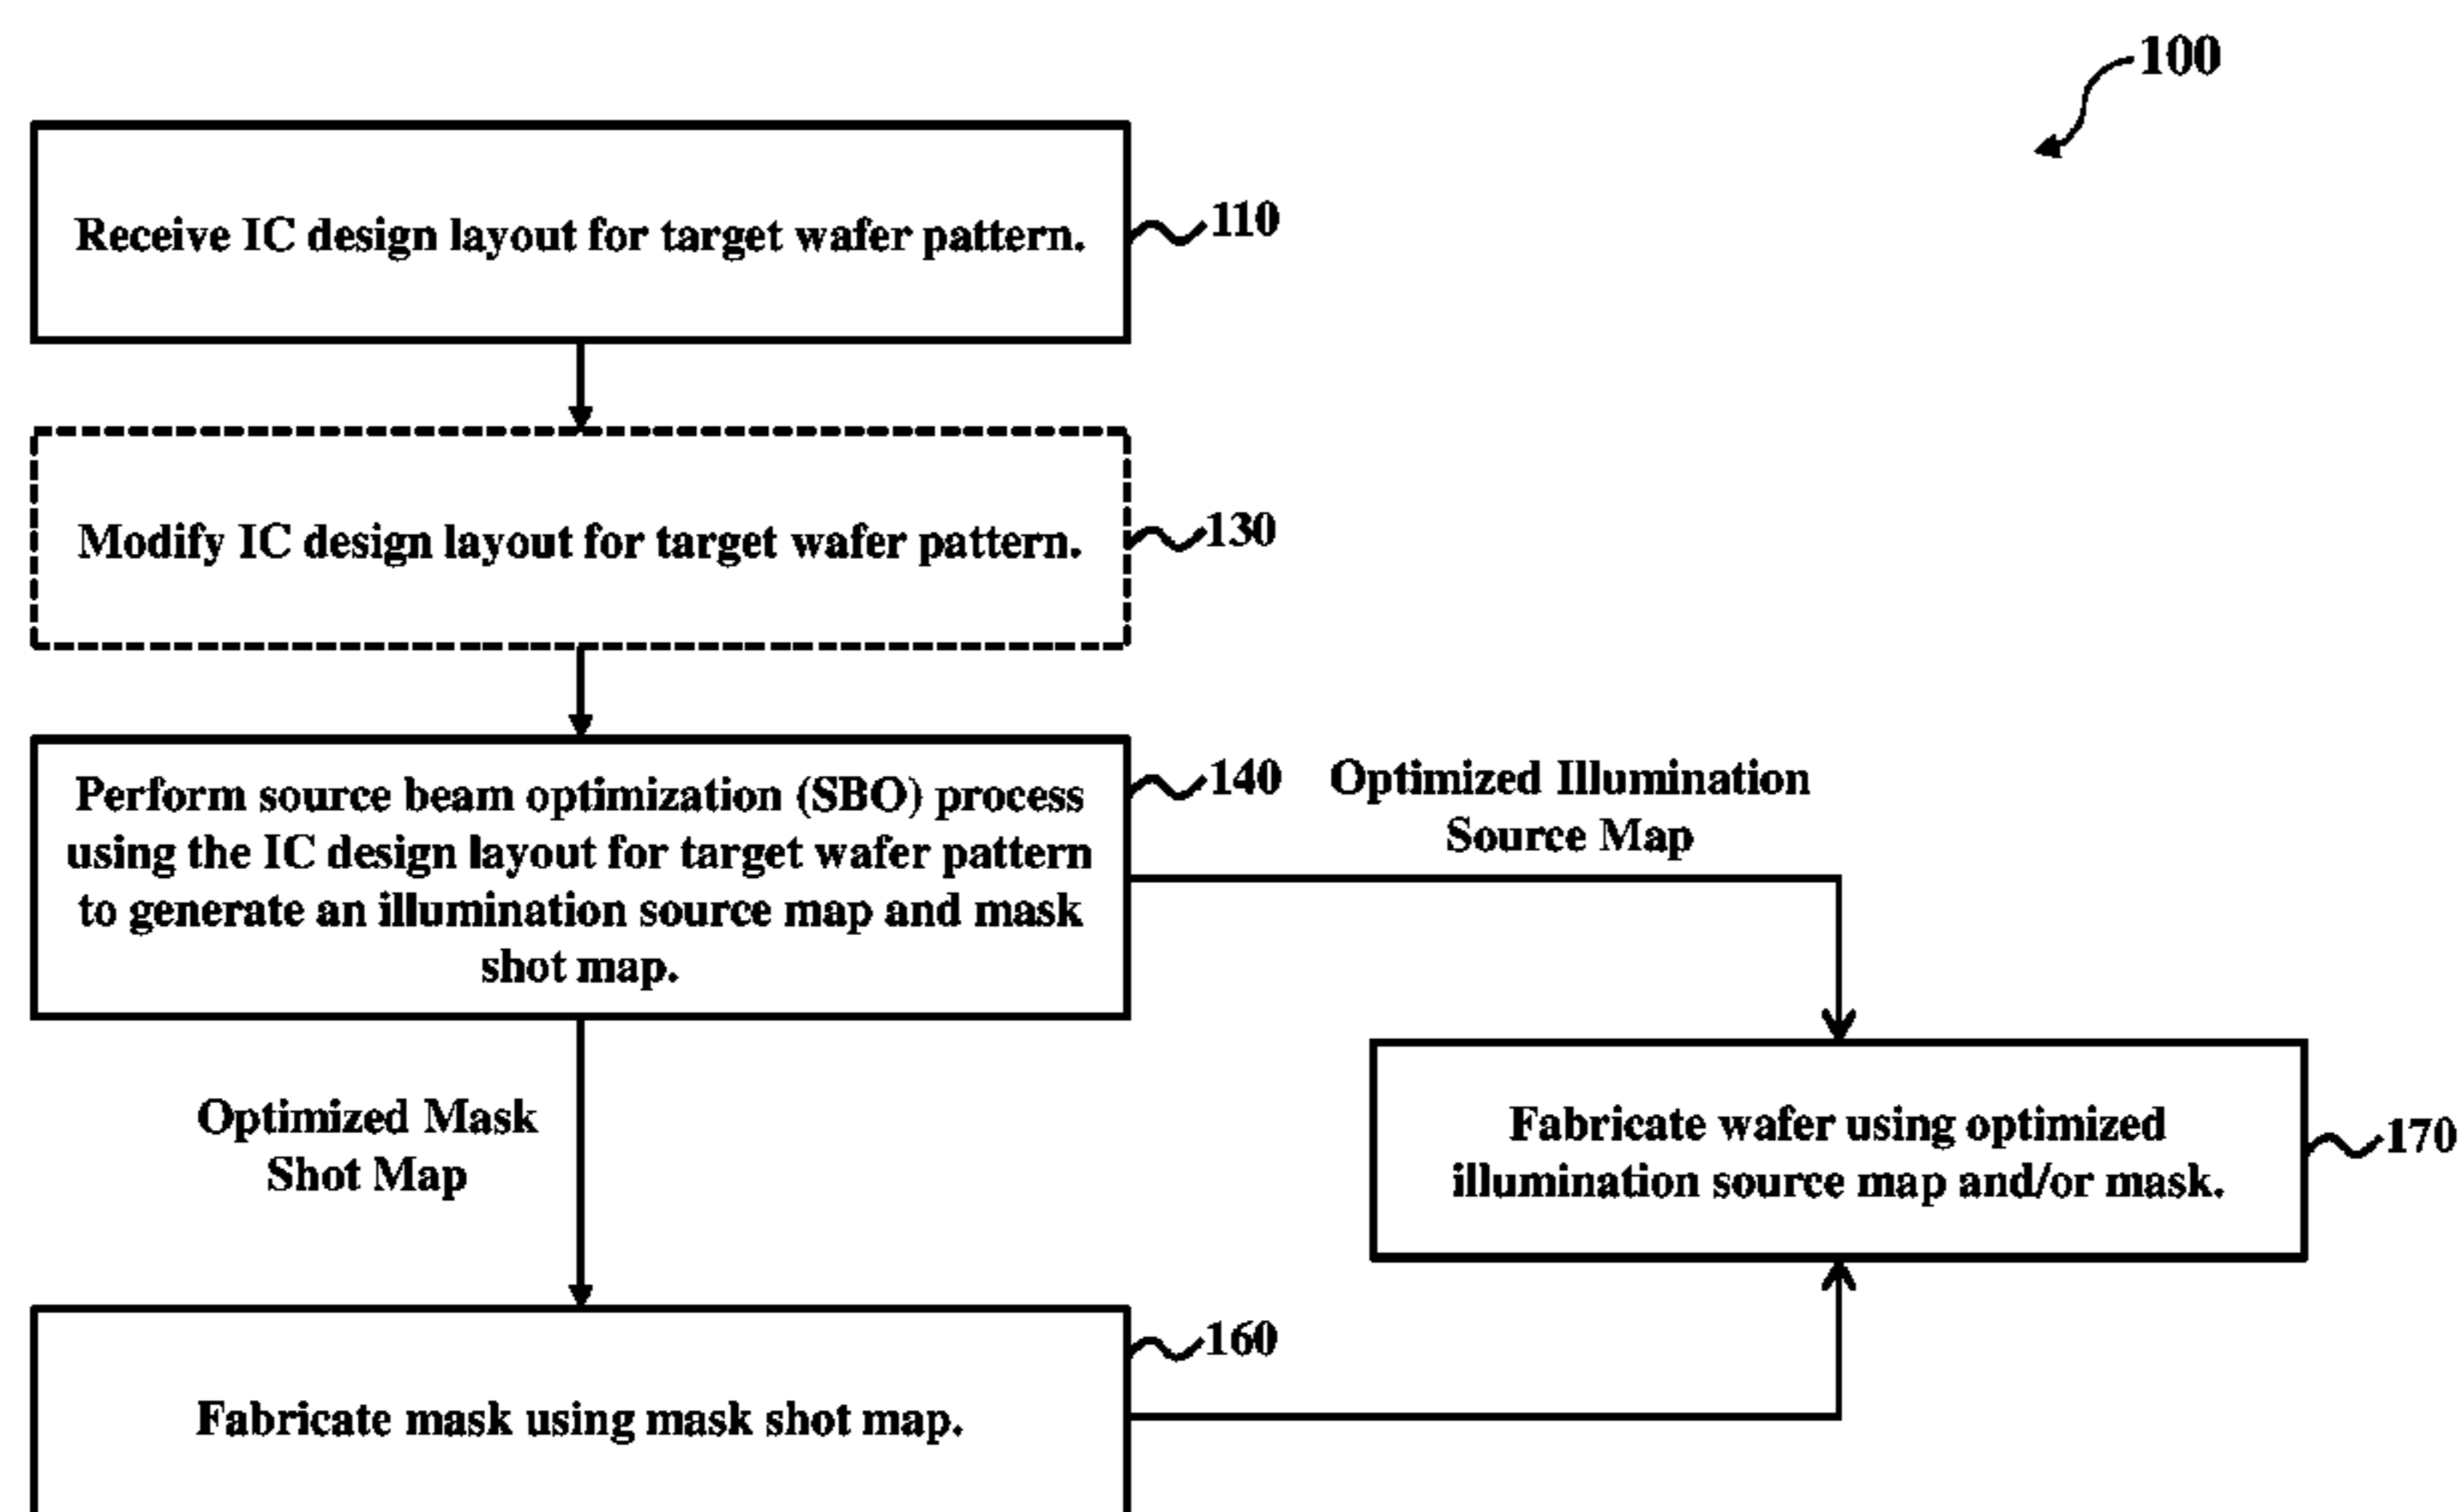 100
Receive IC design layout for target wafer pattern.
110
Modify IC design layout for target wafer pattern.
130
Perform source beam optimization (SBO) process
using the IC design layout for target wafer pattern
to generate an illumination source map and mask
shot map.
140
Optimized Illumination
Source Map
Optimized Mask
Shot Map
Fabricate wafer using optimized
illumination source map and/or mask.
170
Fabricate mask using mask shot map.
160